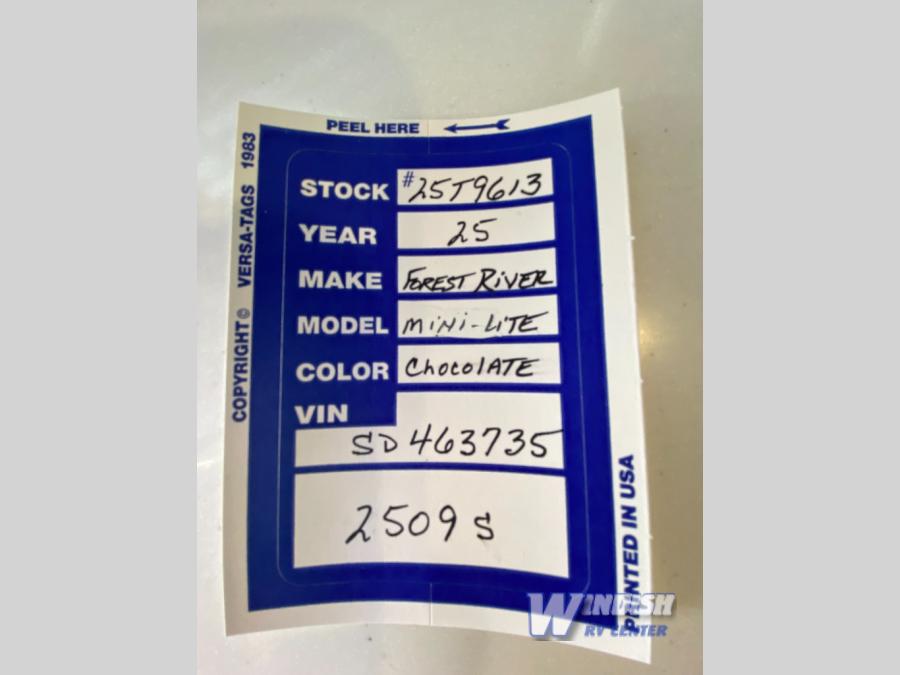 PEEL HERE
COPYRIGHT © VERSA-TAGS 1983
STOCK #25T9613
YEAR 25
MAKE FOREST RIVER
MODEL MINI-LITE
COLOR ChocoLATE
VIN
SD463735
2509S
PRINTED IN USA
WINDISH
RV CENTER